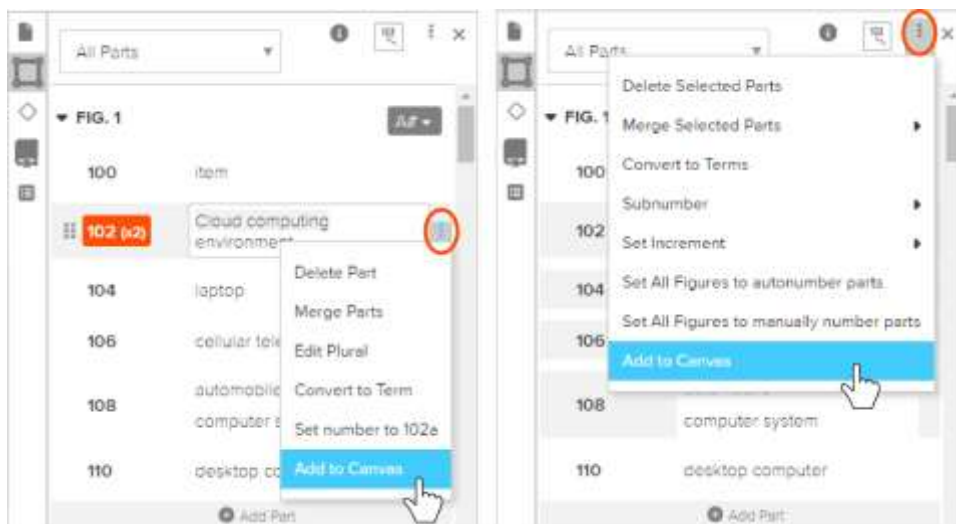 All Parts
FIG. 1
100 item
102 (x2) Cloud computing
environment
Delete Part
104 laptop
Merge Parts
106 cellular tele
Edit Plural
automobile
Convert to Term
108
computer s
Set number to 102a
110 desktop co
Add to Canvas
Add Part
All Parts
Delete Selected Parts
FIG. 1
Merge Selected Parts
100
Convert to Terms
Subnumber
102
Set Increment
104
Set All Figures to autonumber parts
Set All Figures to manually number parts
106
Add to Canvas
108
computer system
110 desktop computer
Add Part